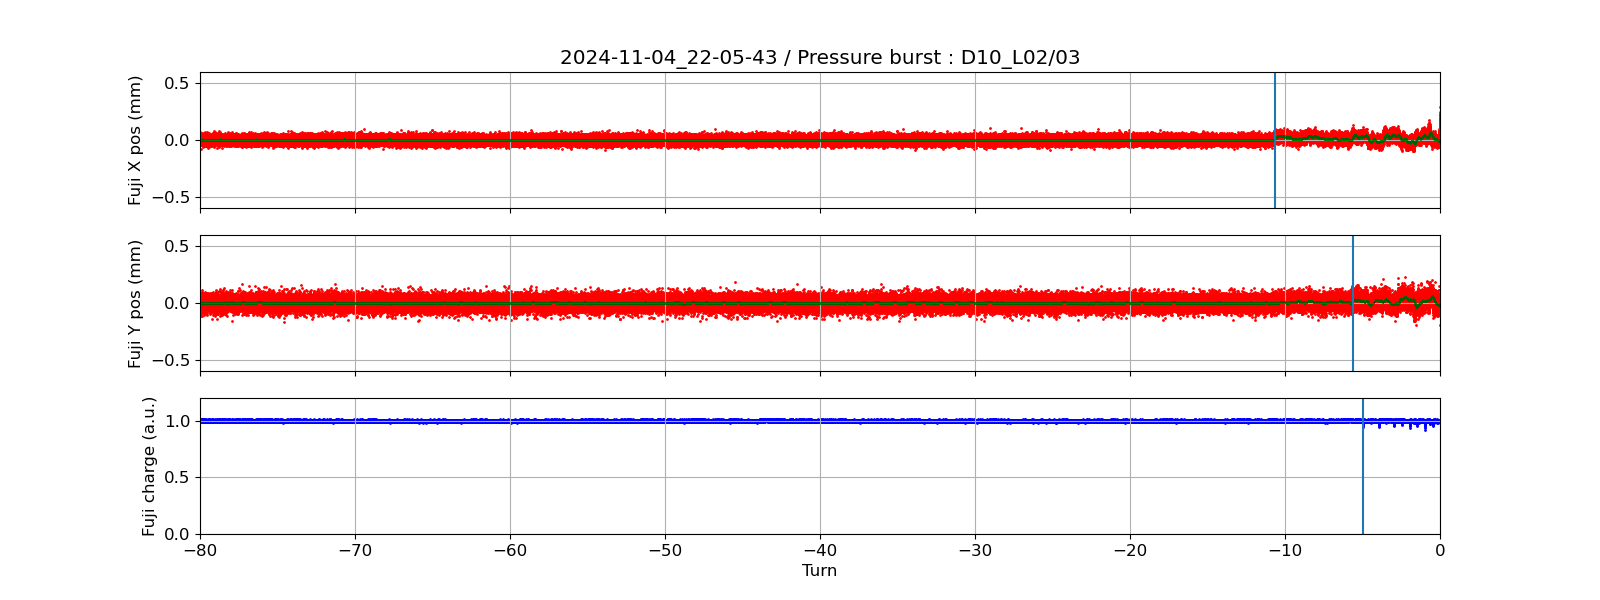 2024-11-04_22-05-43 / Pressure burst : D10_L02/03
Fuji X pos (mm)
0.5
0.0
−0.5
Fuji Y pos (mm)
0.5
0.0
−0.5
Fuji charge (a.u.)
1.0
0.5
0.0
−80 −70 −60 −50 −40 −30 −20 −10 0
Turn